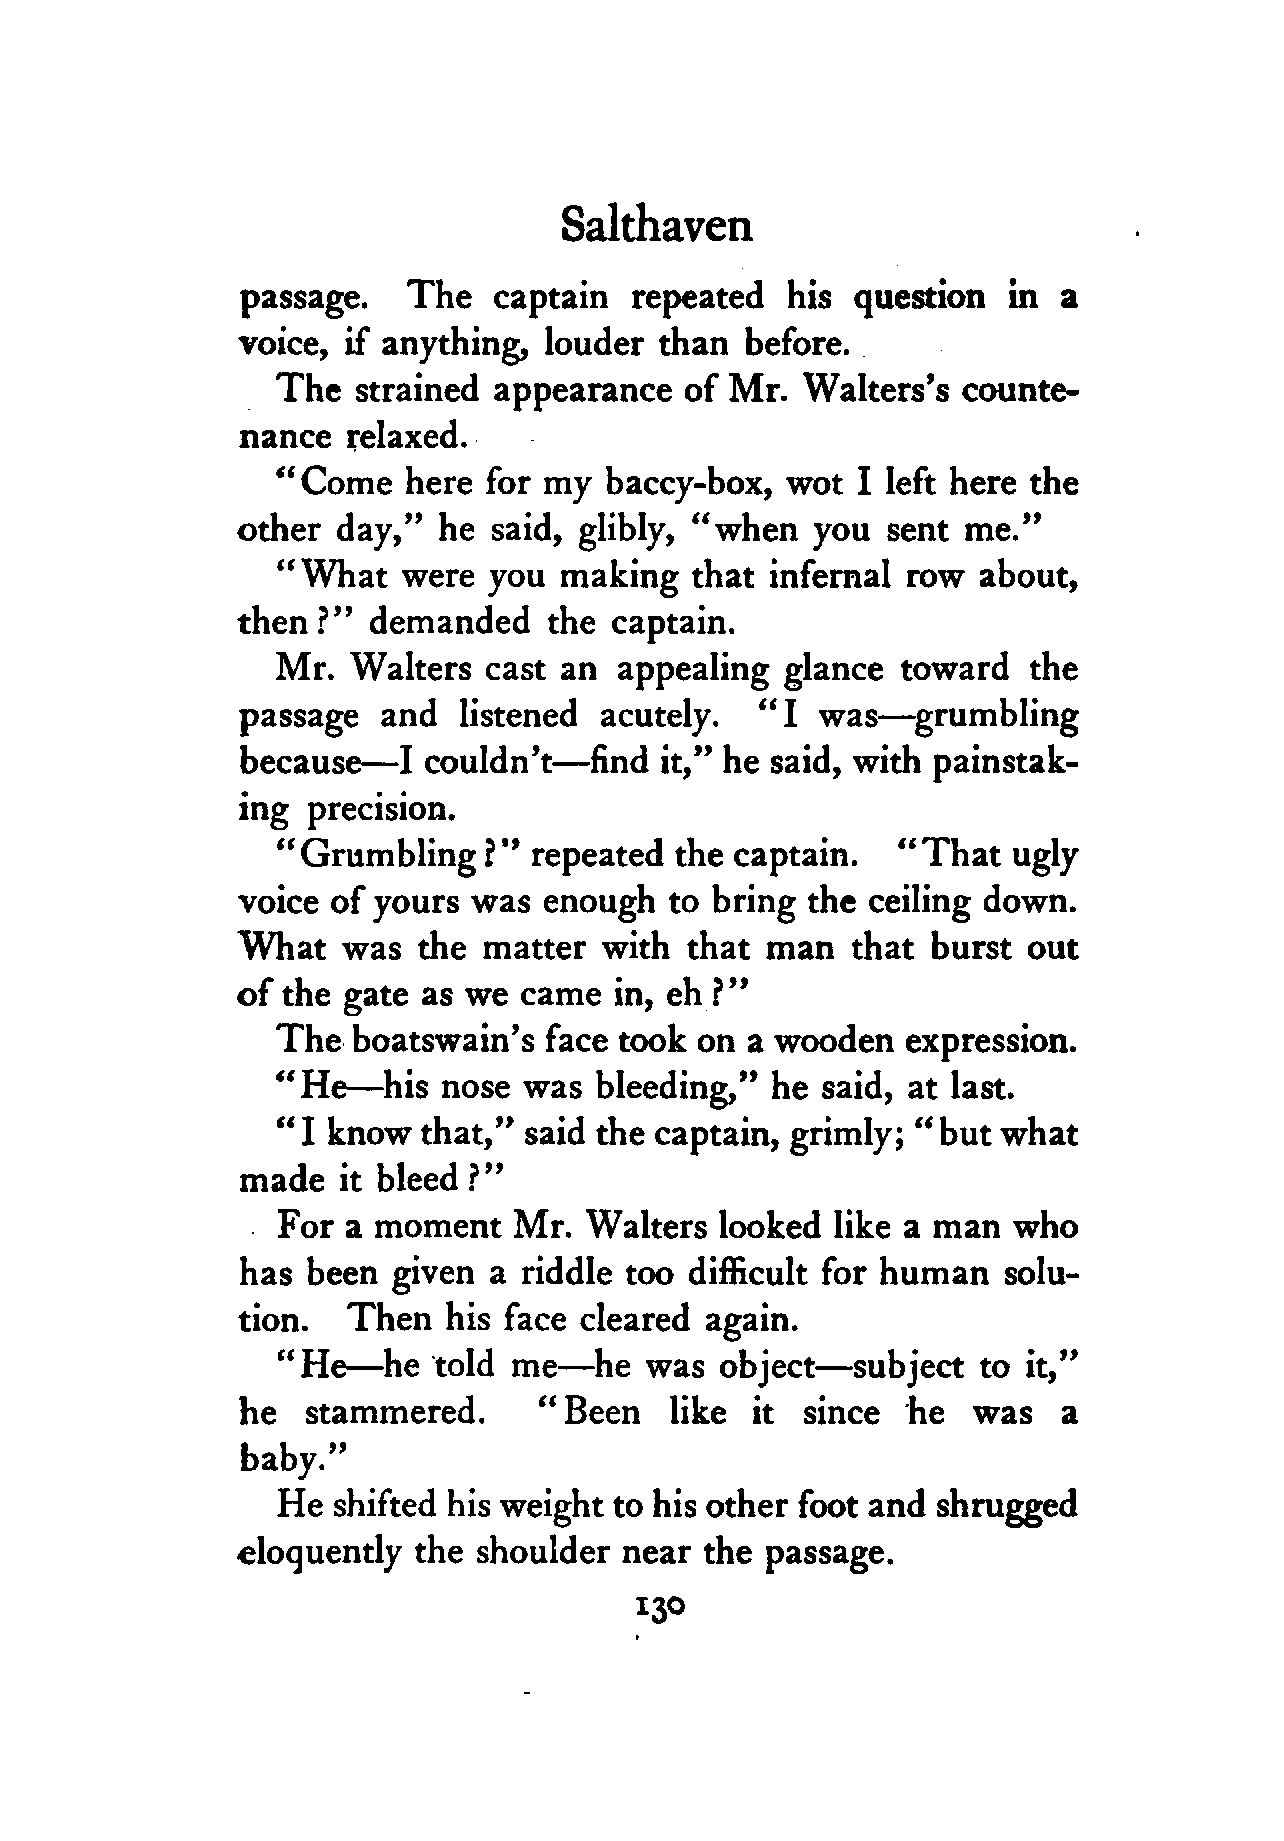 Salthaven
passage. The captain repeated his question in a
voice, if anything, louder than before.
The strained appearance of Mr. Walters's counte-
nance relaxed.
"Come here for my baccy-box, wot I left here the
other day," he said, glibly, "when you sent me."
"What were you making that infernal row about,
then?" demanded the captain.
Mr. Walters cast an appealing glance toward the
passage and listened acutely. "I was—grumbling
because—I couldn't—find it," he said, with painstak-
ing precision.
"Grumbling?" repeated the captain. "That ugly
voice of yours was enough to bring the ceiling down.
What was the matter with that man that burst out
of the gate as we came in, eh?"
The boatswain's face took on a wooden expression.
"He—his nose was bleeding," he said, at last.
"I know that," said the captain, grimly; "but what
made it bleed?"
For a moment Mr. Walters looked like a man who
has been given a riddle too difficult for human solu-
tion. Then his face cleared again.
"He—he told me—he was object—subject to it,"
he stammered. "Been like it since he was a
baby."
He shifted his weight to his other foot and shrugged
eloquently the shoulder near the passage.
130